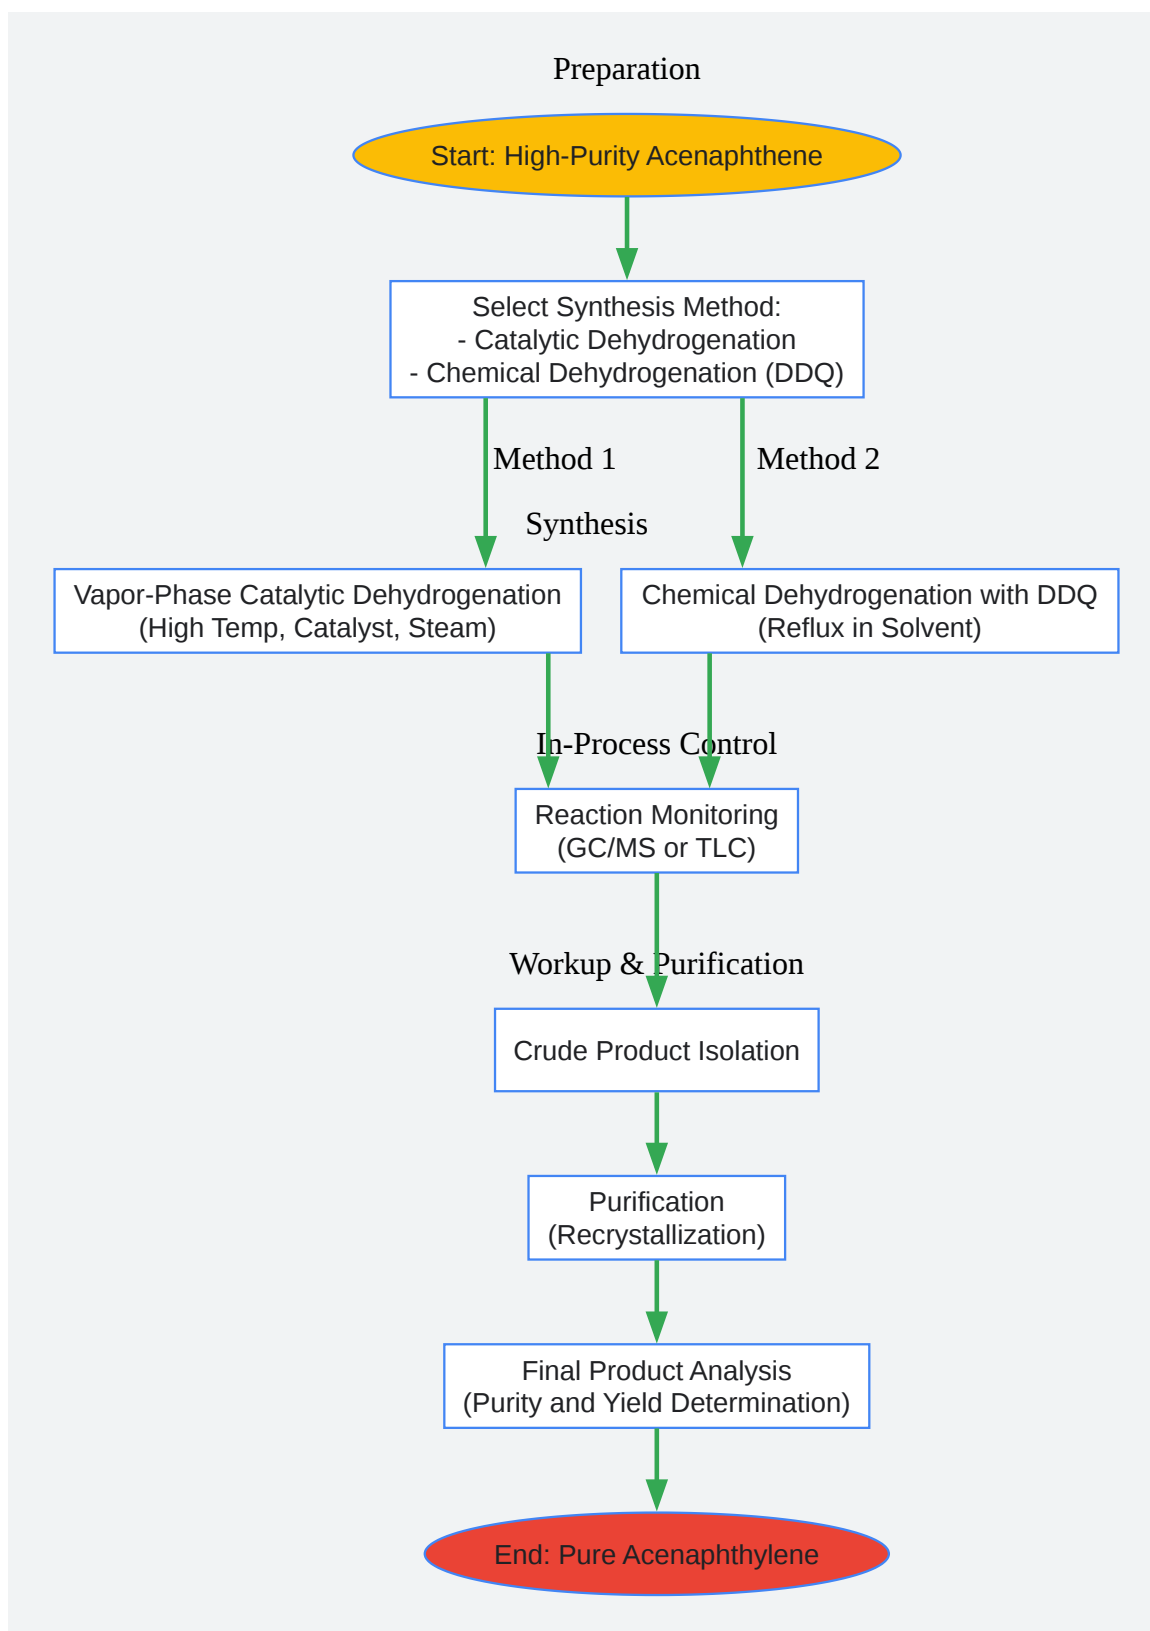 Preparation
Start: High-Purity Acenaphthene
Select Synthesis Method:
- Catalytic Dehydrogenation
- Chemical Dehydrogenation (DDQ)
Method 1
Method 2
Synthesis
Vapor-Phase Catalytic Dehydrogenation
(High Temp, Catalyst, Steam)
Chemical Dehydrogenation with DDQ
(Reflux in Solvent)
In-Process Control
Reaction Monitoring
(GC/MS or TLC)
Workup & Purification
Crude Product Isolation
Purification
(Recrystallization)
Final Product Analysis
(Purity and Yield Determination)
End: Pure Acenaphthylene